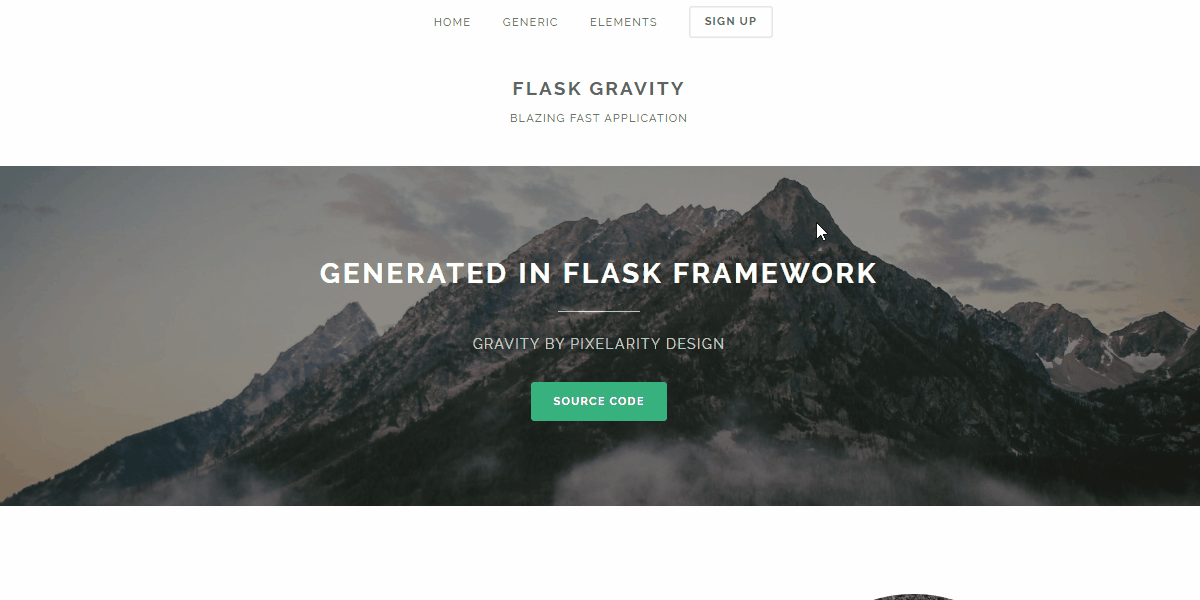 HOME GENERIC ELEMENTS SIGN UP
FLASK GRAVITY
BLAZING FAST APPLICATION
GENERATED IN FLASK FRAMEWORK
GRAVITY BY PIXELARITY DESIGN
SOURCE CODE